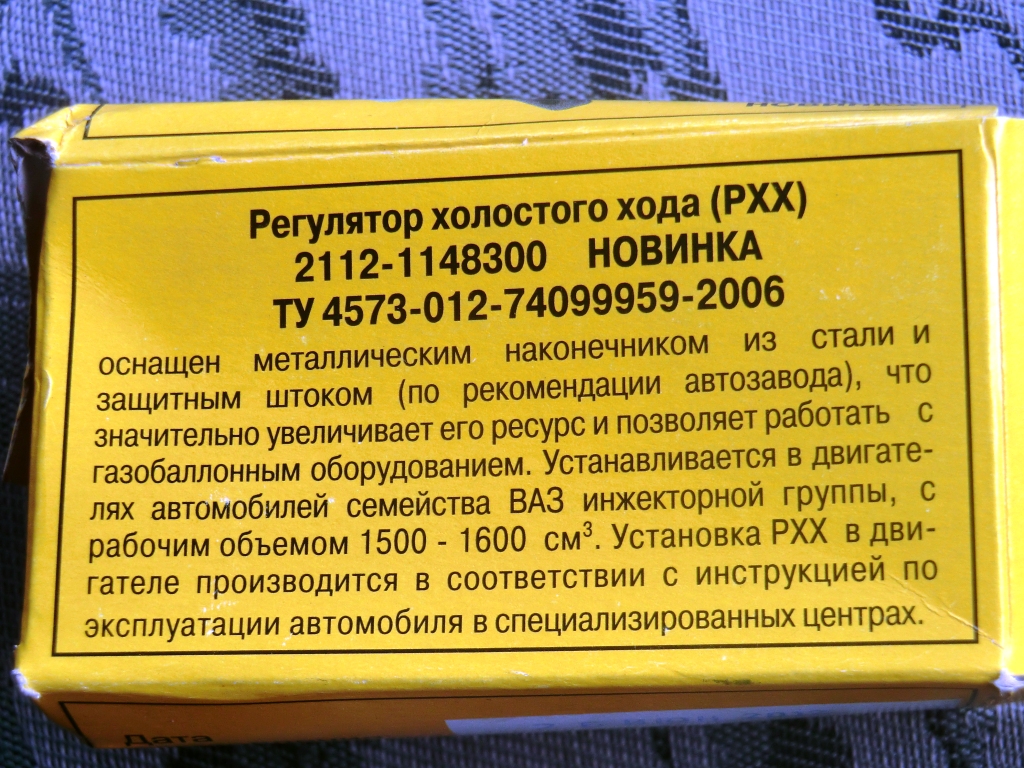 Регулятор холостого хода (РХХ)
2112-1148300 НОВИНКА
ТУ 4573-012-74099959-2006
оснащен металлическим наконечником из стали и
защитным штоком (по рекомендации автозавода), что
значительно увеличивает его ресурс и позволяет работать с
газобаллонным оборудованием. Устанавливается в двигате-
лях автомобилей семейства ВАЗ инжекторной группы, с
рабочим объемом 1500 - 1600 см³. Установка РХХ в дви-
гателе производится в соответствии с инструкцией по
эксплуатации автомобиля в специализированных центрах.
Дата